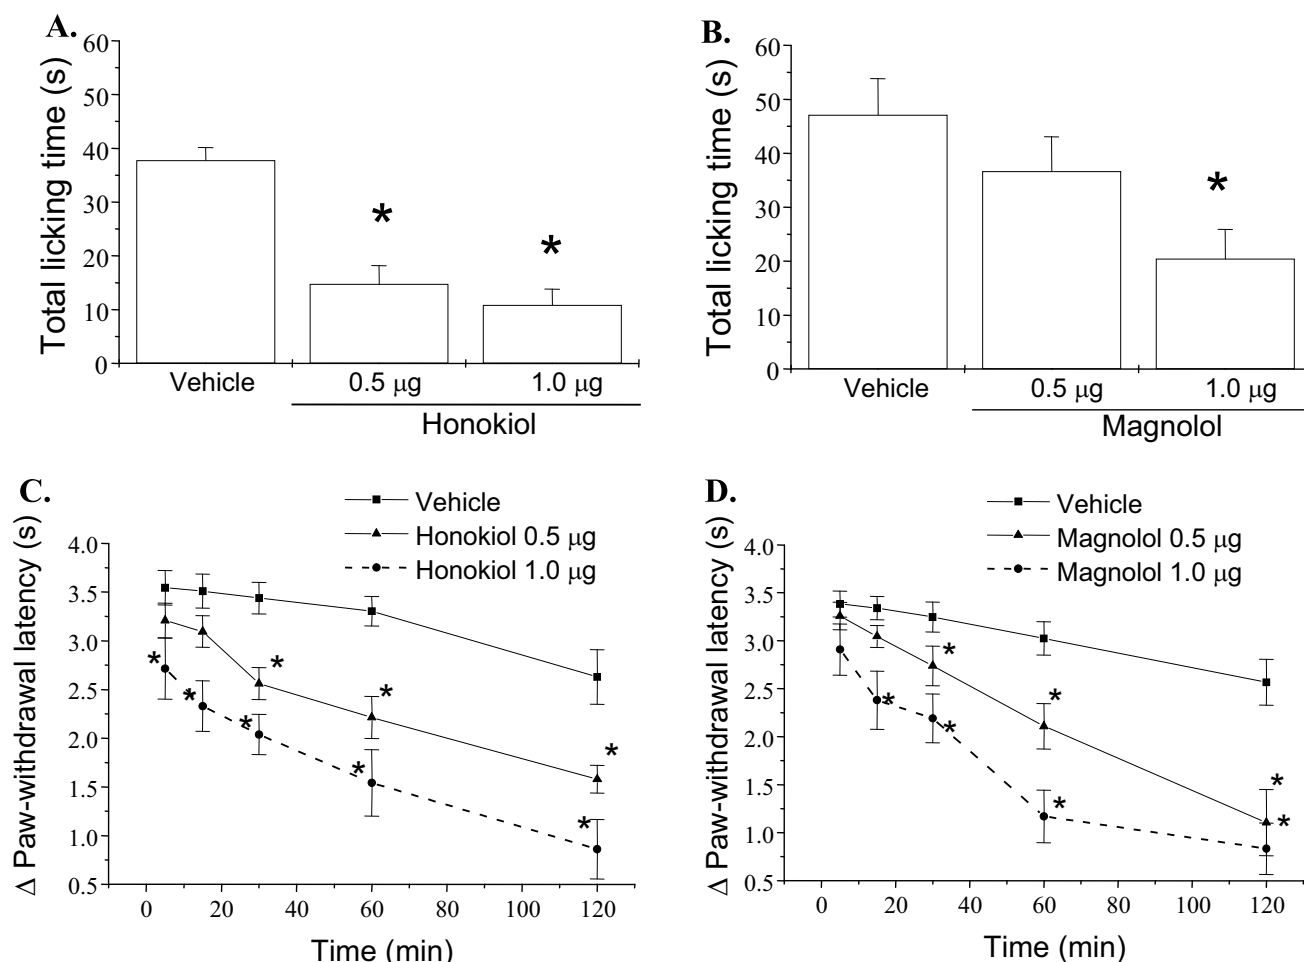 A.
Total licking time (s)
60
50
40
30
20
10
0
*
*
Vehicle
0.5 μg
1.0 μg
Honokiol
B.
Total licking time (s)
60
50
40
30
20
10
0
*
Vehicle
0.5 μg
1.0 μg
Magnolol
C.
Vehicle
Honokiol 0.5 μg
Honokiol 1.0 μg
Δ Paw-withdrawal latency (s)
4.0
3.5
3.0
2.5
2.0
1.5
1.0
0.5
*
*
*
*
*
*
*
*
0 20 40 60 80 100 120
Time (min)
D.
Vehicle
Magnolol 0.5 μg
Magnolol 1.0 μg
Δ Paw-withdrawal latency (s)
4.0
3.5
3.0
2.5
2.0
1.5
1.0
0.5
*
*
*
*
*
*
*
0 20 40 60 80 100 120
Time (min)